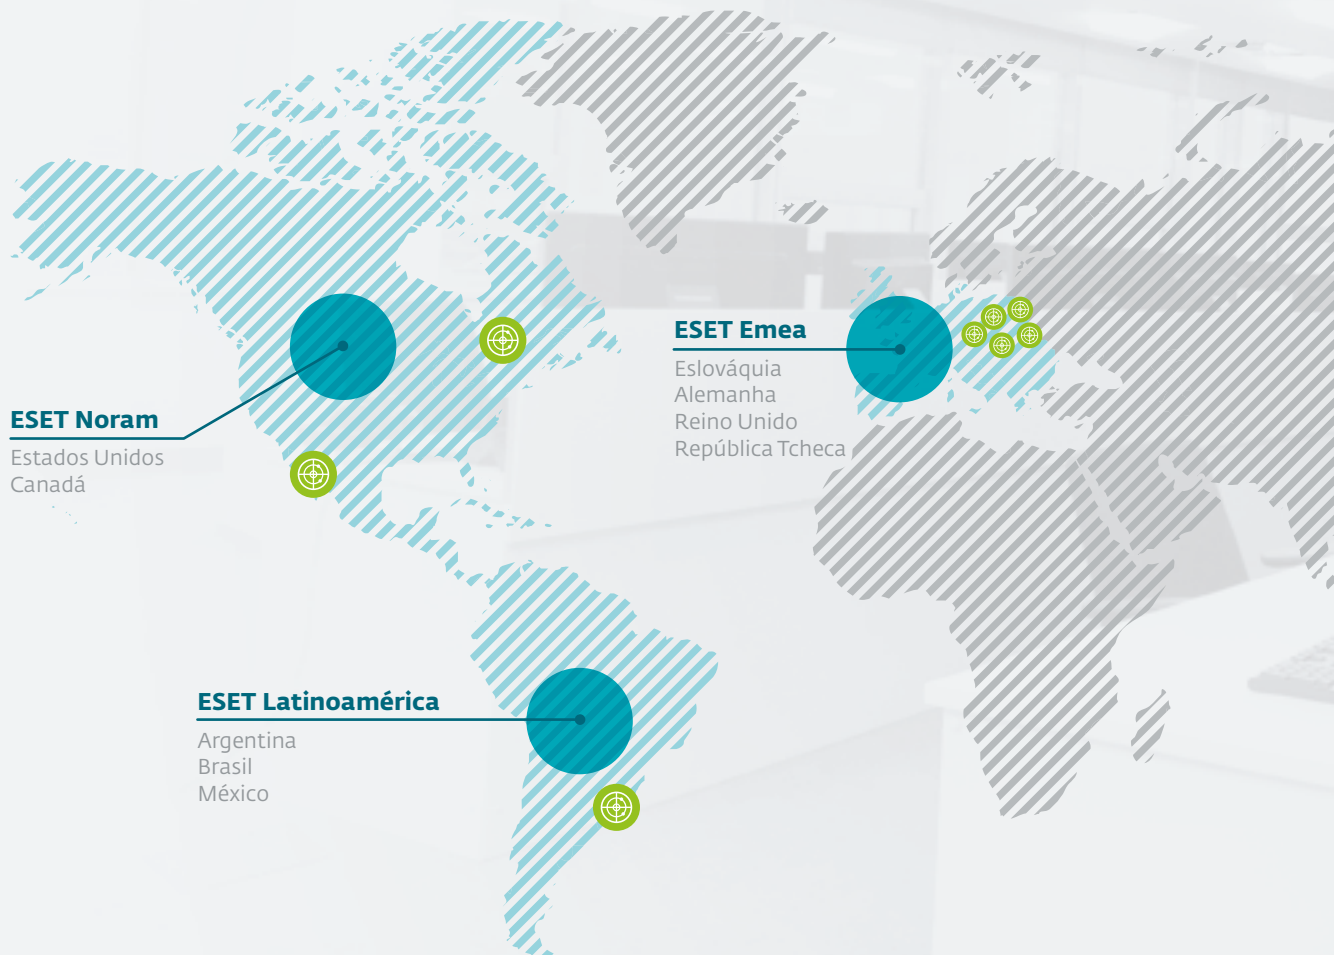 ESET Noram
Estados Unidos
Canadá
ESET Emea
Eslováquia
Alemanha
Reino Unido
República Tcheca
ESET Latinoamérica
Argentina
Brasil
México